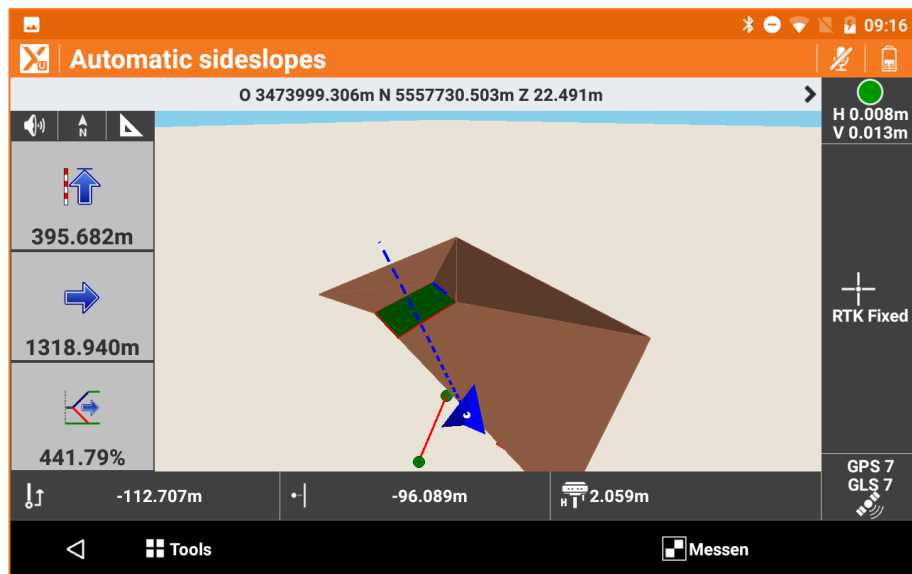 09:16
Automatic sideslopes
O 3473999.306m N 5557730.503m Z 22.491m
H 0.008m
V 0.013m
N
395.682m
1318.940m
441.79%
RTK Fixed
GPS 7
GLS 7
-112.707m
-96.089m
H 2.059m
Tools
Messen